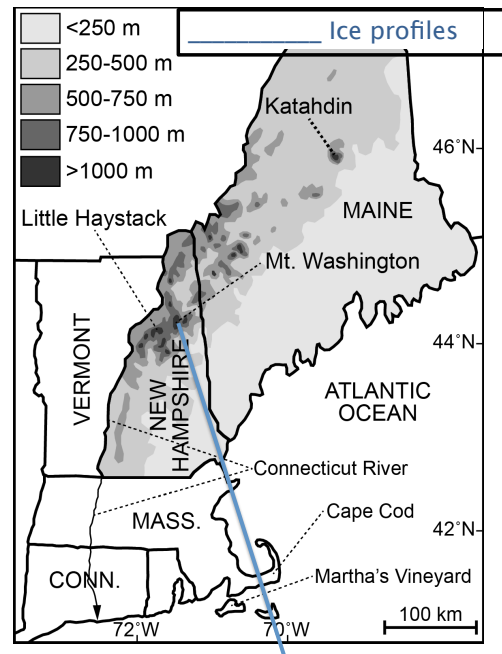 ____________ Ice profiles
<250 m
250-500 m
500-750 m
750-1000 m
>1000 m
Katahdin
46°N
Little Haystack
MAINE
Mt. Washington
VERMONT
NEW
HAMPSHIRE
44°N
ATLANTIC
OCEAN
Connecticut River
MASS.
Cape Cod
42°N
CONN.
Martha's Vineyard
100 km
72°W
70°W